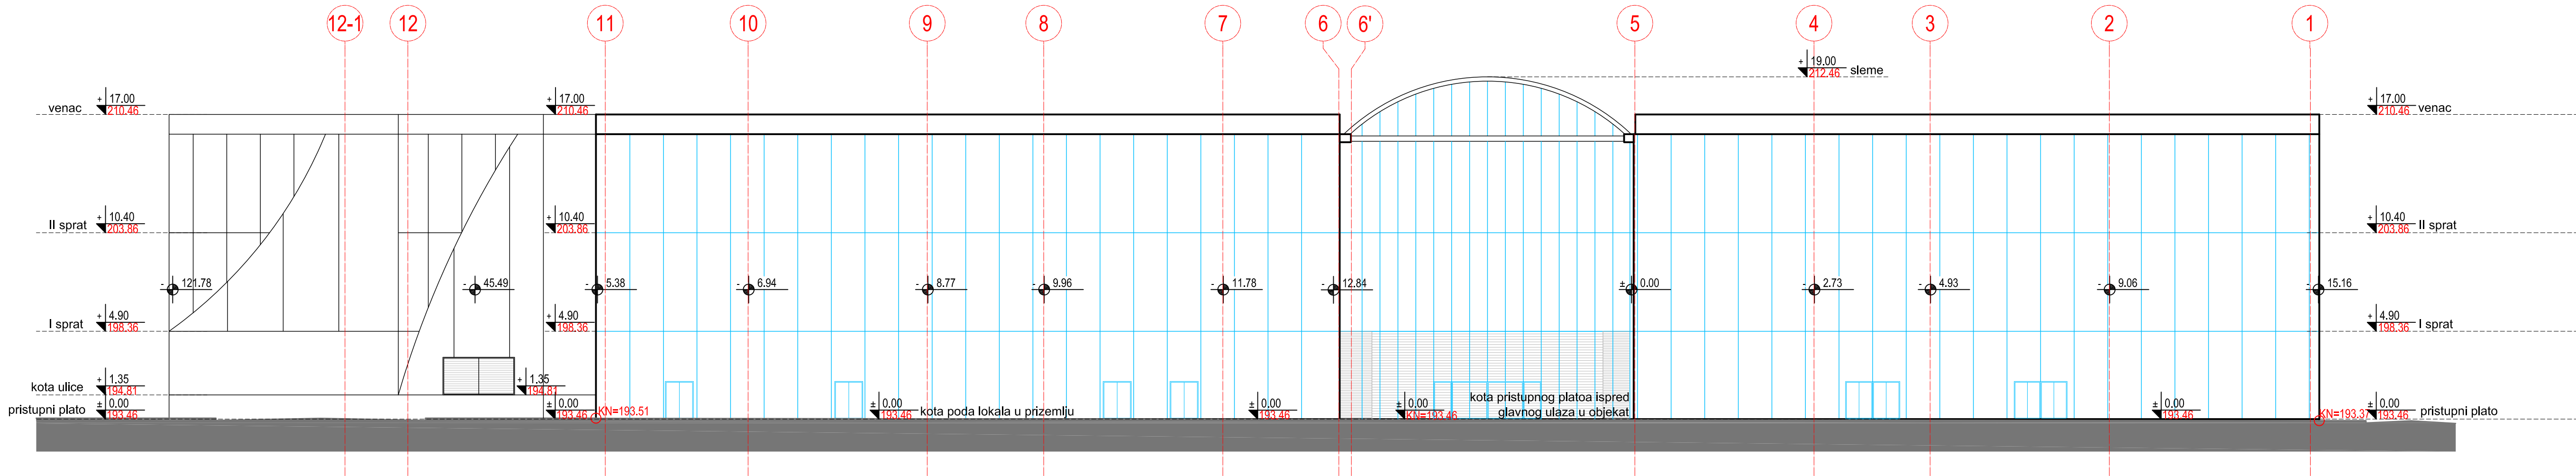 12-1 12 11 10 9 8 7 6 6' 5 4 3 2 1
+ 19.00
212.46 sleme
venac + 17.00
210.46
+ 17.00
210.46
+ 17.00
210.46 venac
II sprat + 10.40
203.86
+ 10.40
203.86
+ 10.40
203.86 II sprat
- 121.78 - 45.49 - 5.38 - 6.94 - 8.77 - 9.96 - 11.78 - 12.84 ± 0.00 - 2.73 - 4.93 - 9.06 - 15.16
I sprat + 4.90
198.36
+ 4.90
198.36
+ 4.90
198.36 I sprat
kota ulice + 1.35
194.81
+ 1.35
194.81
pristupni plato ± 0.00
193.46
± 0.00
193.46 KN=193.51
± 0.00
193.46 kota poda lokala u prizemlju
± 0.00
193.46
± 0.00
KN=193.46
kota pristupnog platoa ispred
glavnog ulaza u objekat
± 0.00
193.46
KN=193.37
± 0.00
193.46 pristupni plato